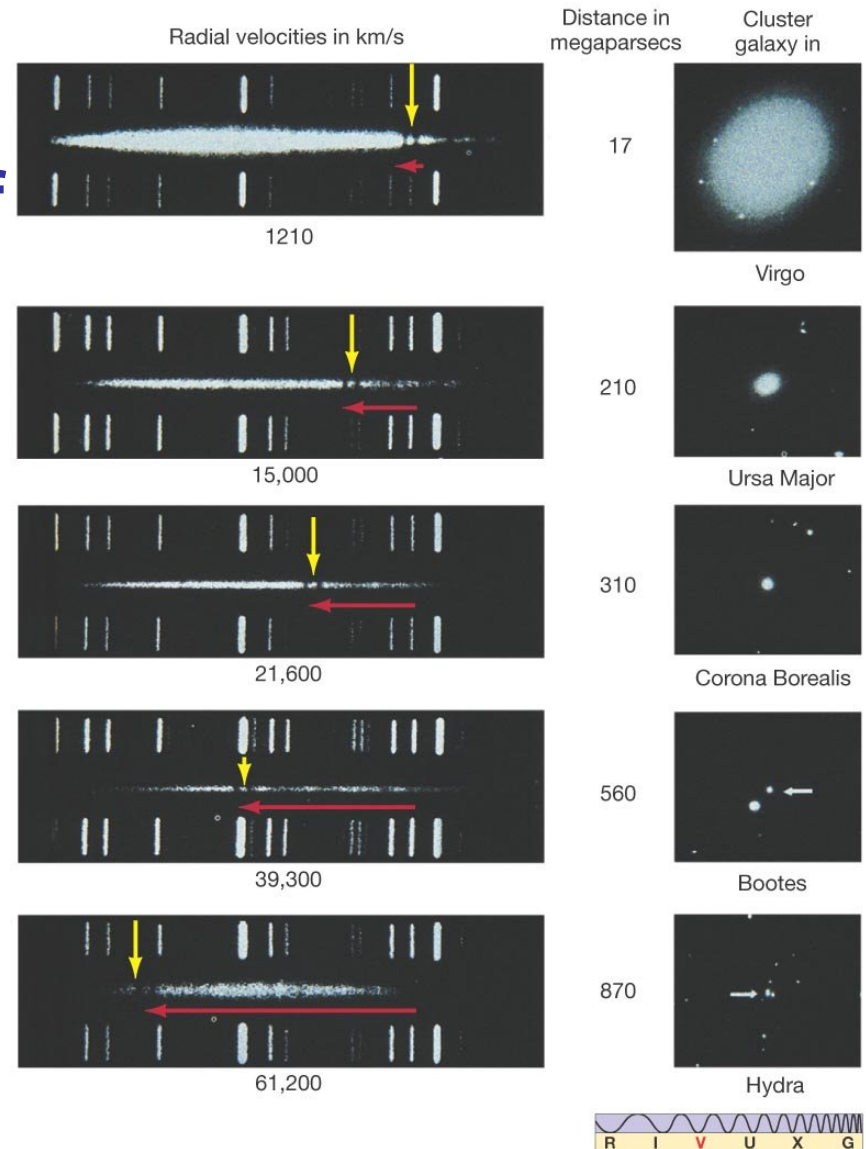 Radial velocities in km/s
Distance in
megaparsecs
Cluster
galaxy in
1210
17
Virgo
15,000
210
Ursa Major
21,600
310
Corona Borealis
39,300
560
Bootes
61,200
870
Hydra
R I V U X G